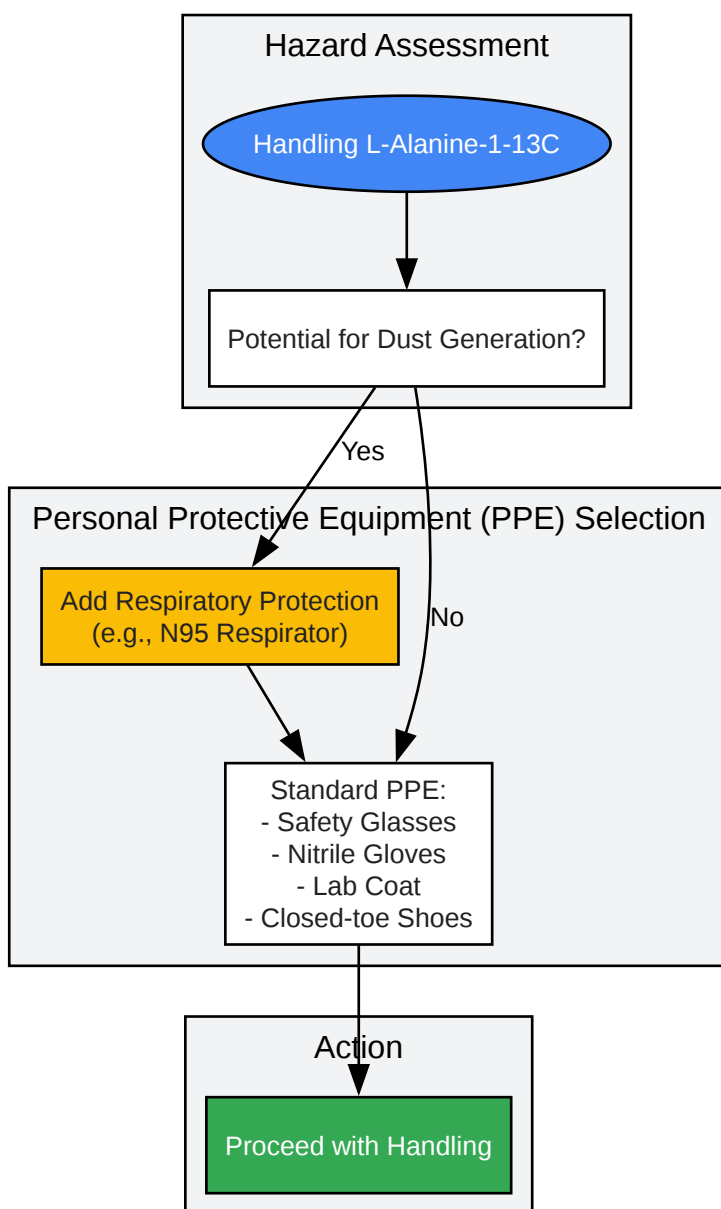 Hazard Assessment
Handling L-Alanine-1-13C
Potential for Dust Generation?
Yes
Personal Protective Equipment (PPE) Selection
Add Respiratory Protection
(e.g., N95 Respirator)
No
Standard PPE:
- Safety Glasses
- Nitrile Gloves
- Lab Coat
- Closed-toe Shoes
Action
Proceed with Handling